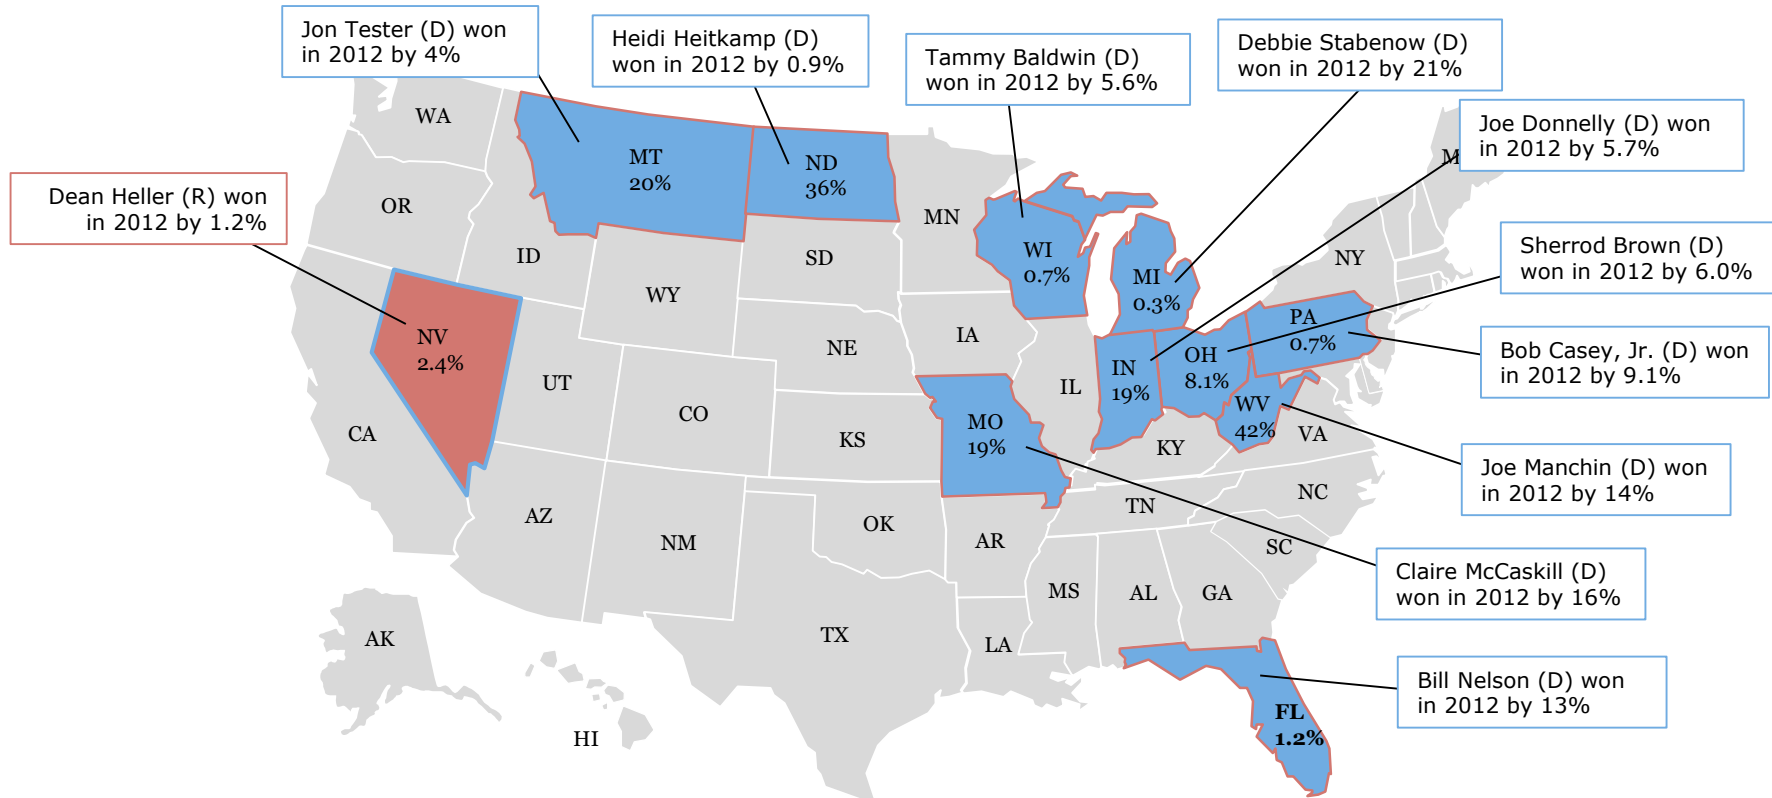 Jon Tester (D) won
in 2012 by 4%
Heidi Heitkamp (D)
won in 2012 by 0.9%
Tammy Baldwin (D)
won in 2012 by 5.6%
Debbie Stabenow (D)
won in 2012 by 21%
Joe Donnelly (D) won
in 2012 by 5.7%
Dean Heller (R) won
in 2012 by 1.2%
Sherrod Brown (D)
won in 2012 by 6.0%
Bob Casey, Jr. (D) won
in 2012 by 9.1%
Joe Manchin (D) won
in 2012 by 14%
Claire McCaskill (D)
won in 2012 by 16%
Bill Nelson (D) won
in 2012 by 13%
WA
MT
20%
ND
36%
M
OR
MN
ID
SD
WI
0.7%
MI
0.3%
NY
WY
NV
2.4%
IA
PA
0.7%
NE
OH
8.1%
UT
IN
19%
IL
CO
WV
42%
CA
KS
MO
19%
KY
VA
AZ
NM
OK
TN
NC
AR
SC
MS
AL
GA
AK
TX
LA
HI
FL
1.2%